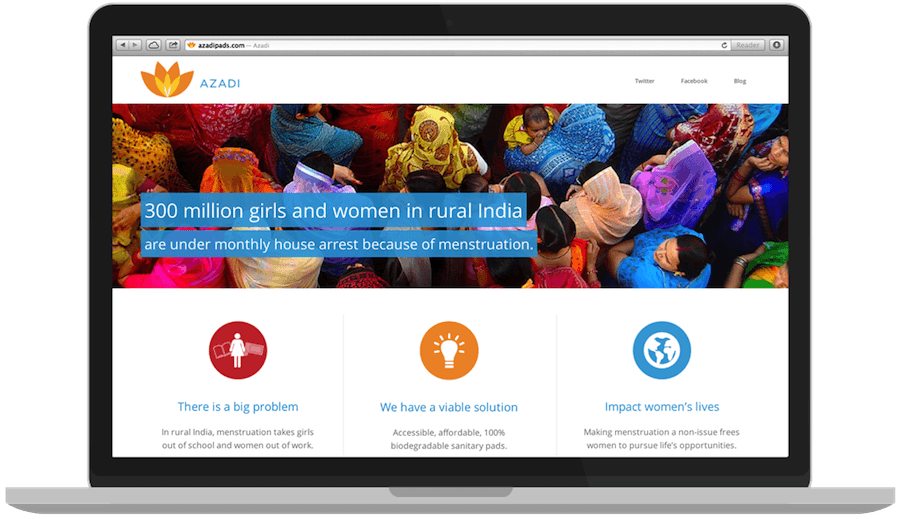 azadipads.com — Azadi
Reader
AZADI
Twitter
Facebook
Blog
300 million girls and women in rural India
are under monthly house arrest because of menstruation.
There is a big problem
In rural India, menstruation takes girls
out of school and women out of work.
We have a viable solution
Accessible, affordable, 100%
biodegradable sanitary pads.
Impact women's lives
Making menstruation a non-issue frees
women to pursue life's opportunities.